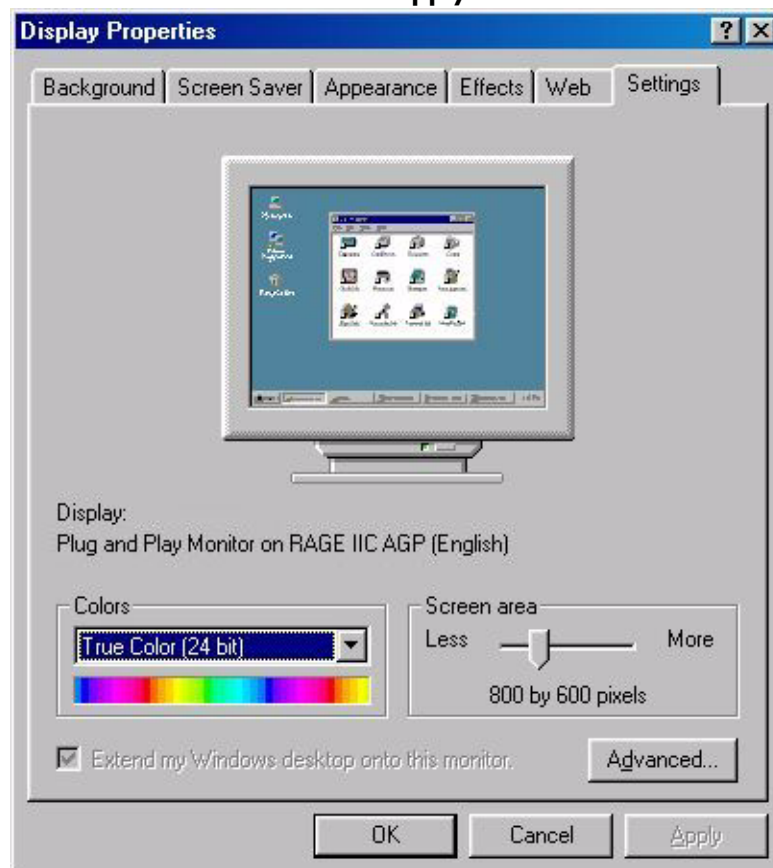 Display Properties
Background Screen Saver Appearance Effects Web Settings
Display:
Plug and Play Monitor on RAGE IIC AGP (English)
Colors
True Color (24 bit)
Screen area
Less More
800 by 600 pixels
Extend my Windows desktop onto this monitor.
Advanced...
OK Cancel Apply